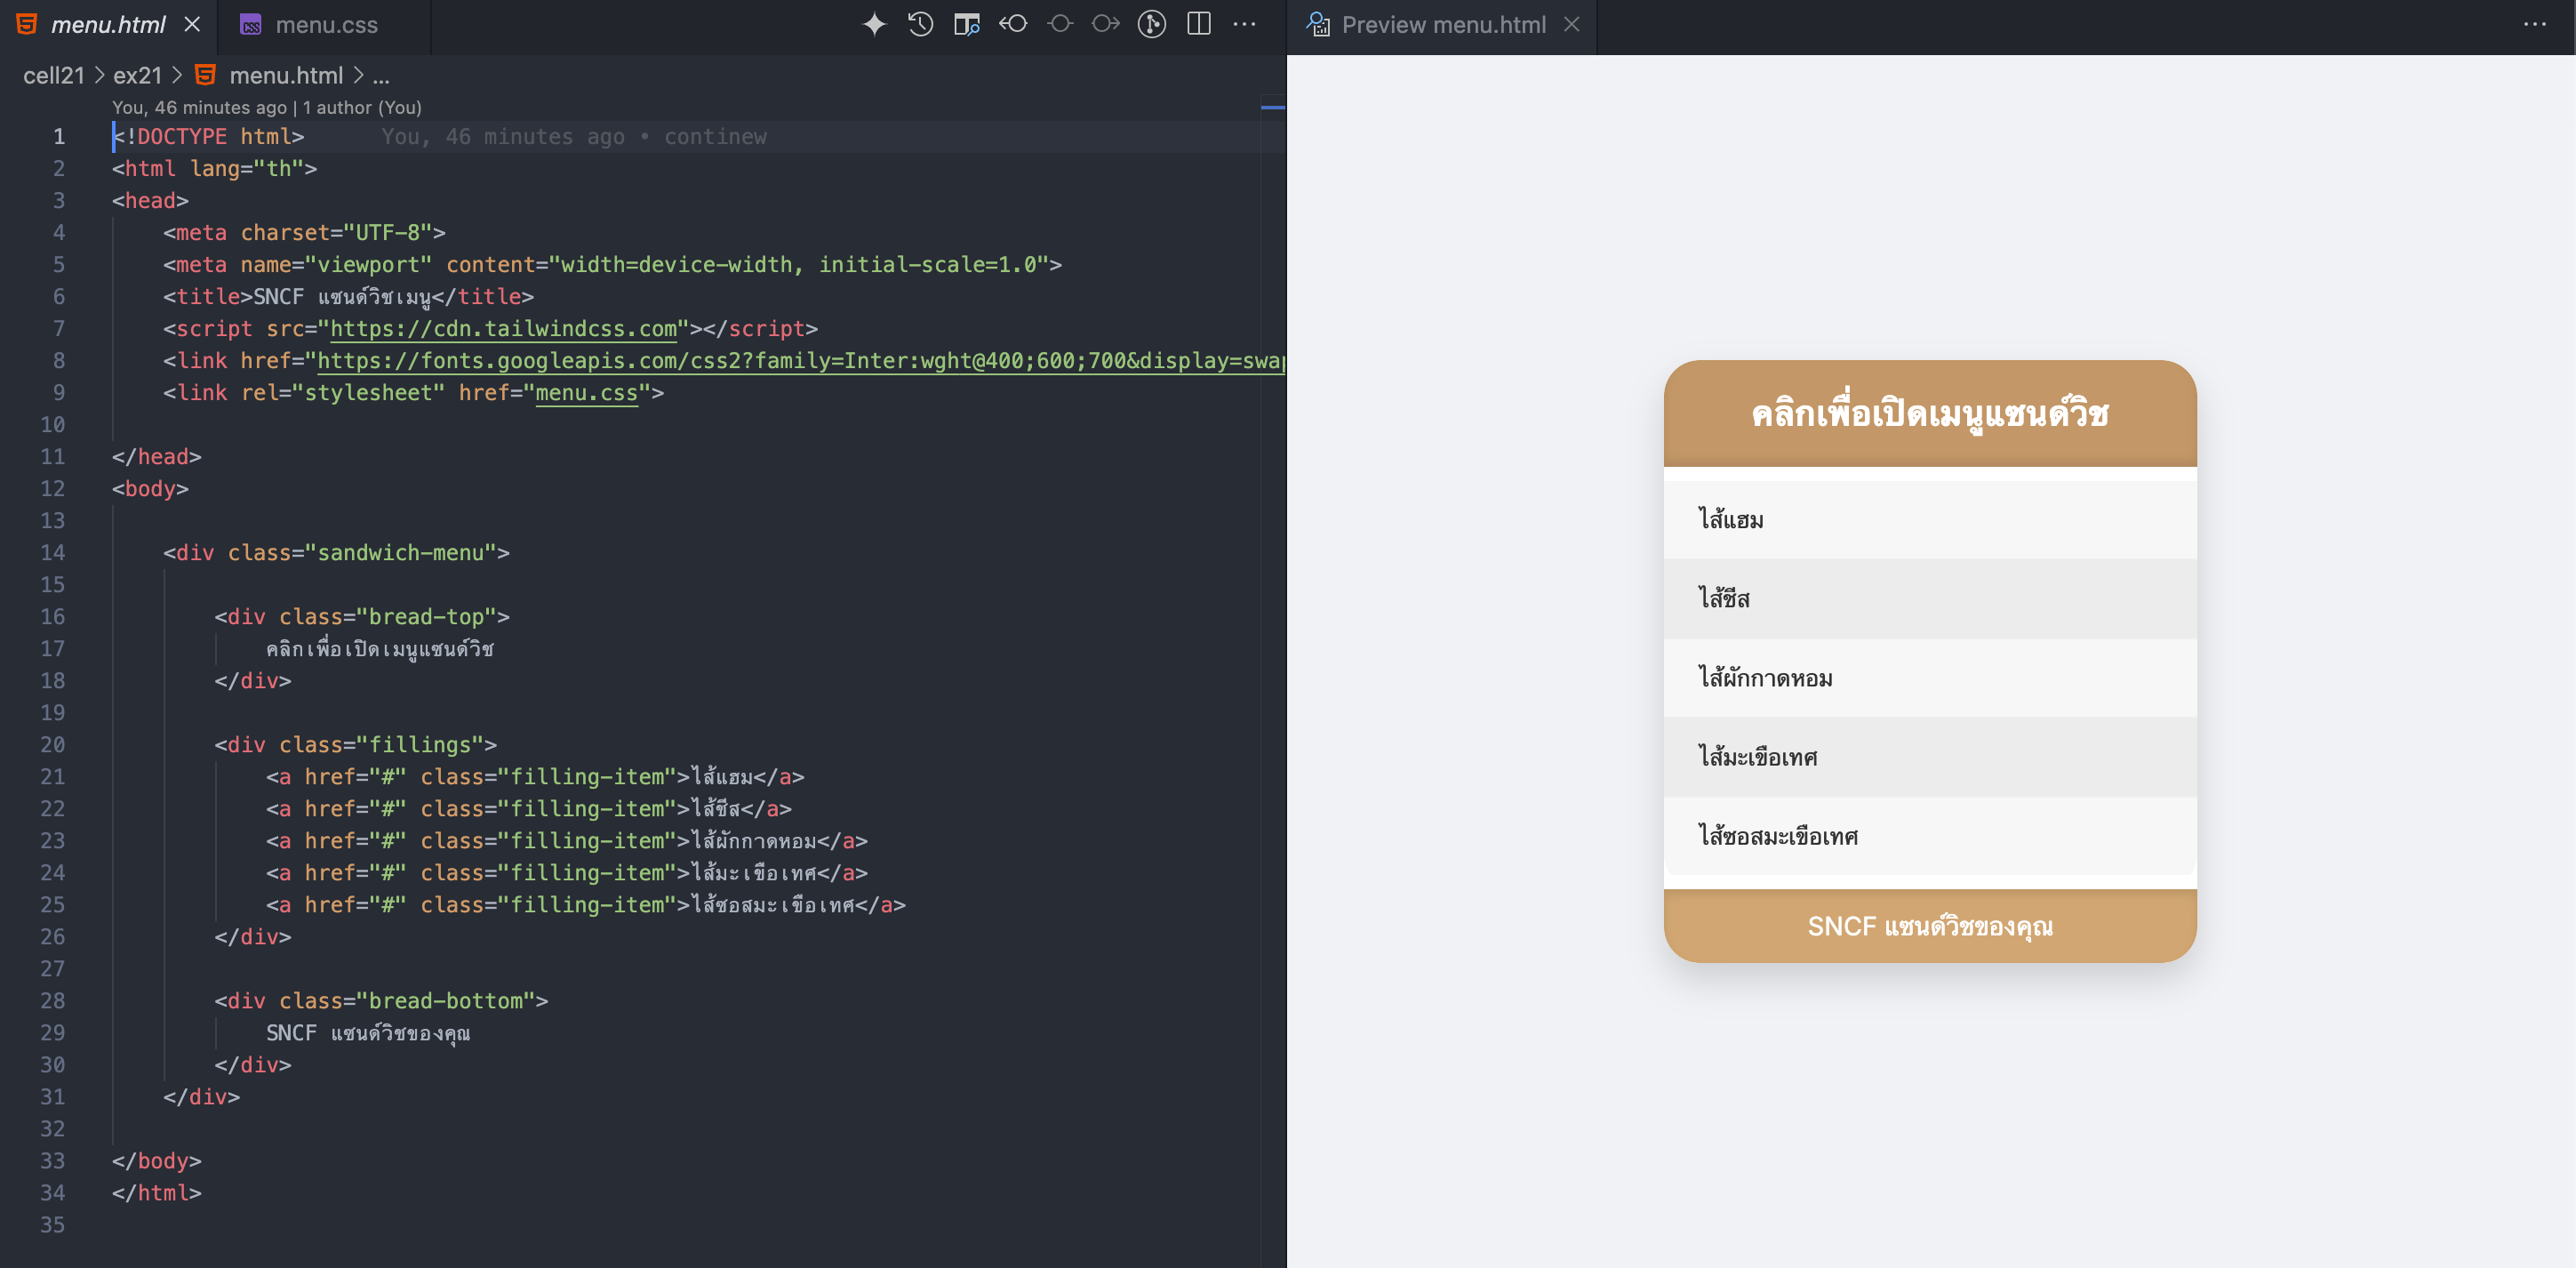 menu.html
menu.css
Preview menu.html
cell21 > ex21 > menu.html > ...
You, 46 minutes ago | 1 author (You)
1 <!DOCTYPE html> You, 46 minutes ago • continew
2 <html lang="th">
3 <head>
4 <meta charset="UTF-8">
5 <meta name="viewport" content="width=device-width, initial-scale=1.0">
6 <title>SNCF แซนด์วิชเมนู</title>
7 <script src="https://cdn.tailwindcss.com"></script>
8 <link href="https://fonts.googleapis.com/css2?family=Inter:wght@400;600;700&display=swap
9 <link rel="stylesheet" href="menu.css">
10
11 </head>
12 <body>
13
14 <div class="sandwich-menu">
15
16 <div class="bread-top">
17 คลิกเพื่อเปิดเมนูแซนด์วิช
18 </div>
19
20 <div class="fillings">
21 <a href="#" class="filling-item">ไส้แฮม</a>
22 <a href="#" class="filling-item">ไส้ชีส</a>
23 <a href="#" class="filling-item">ไส้ผักกาดหอม</a>
24 <a href="#" class="filling-item">ไส้มะเขือเทศ</a>
25 <a href="#" class="filling-item">ไส้ซอสมะเขือเทศ</a>
26 </div>
27
28 <div class="bread-bottom">
29 SNCF แซนด์วิชของคุณ
30 </div>
31 </div>
32
33 </body>
34 </html>
35
คลิกเพื่อเปิดเมนูแซนด์วิช
ไส้แฮม
ไส้ชีส
ไส้ผักกาดหอม
ไส้มะเขือเทศ
ไส้ซอสมะเขือเทศ
SNCF แซนด์วิชของคุณ